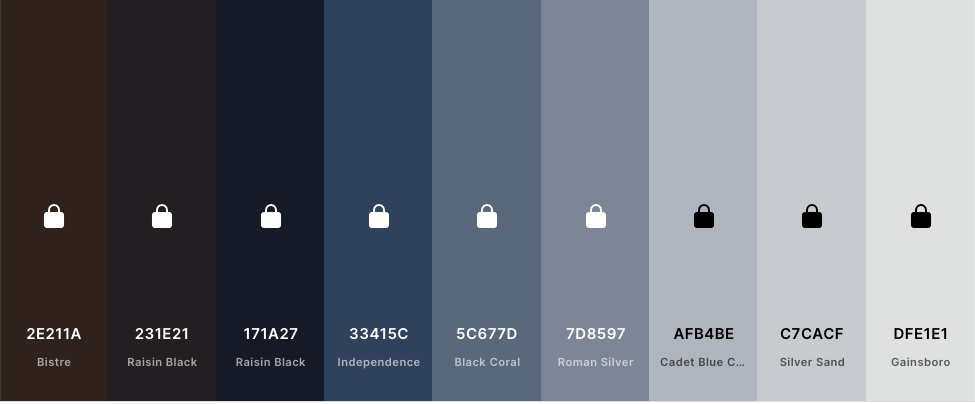 2E211A
Bistre
231E21
Raisin Black
171A27
Raisin Black
33415C
Independence
5C677D
Black Coral
7D8597
Roman Silver
AFB4BE
Cadet Blue C...
C7CACF
Silver Sand
DFE1E1
Gainsboro